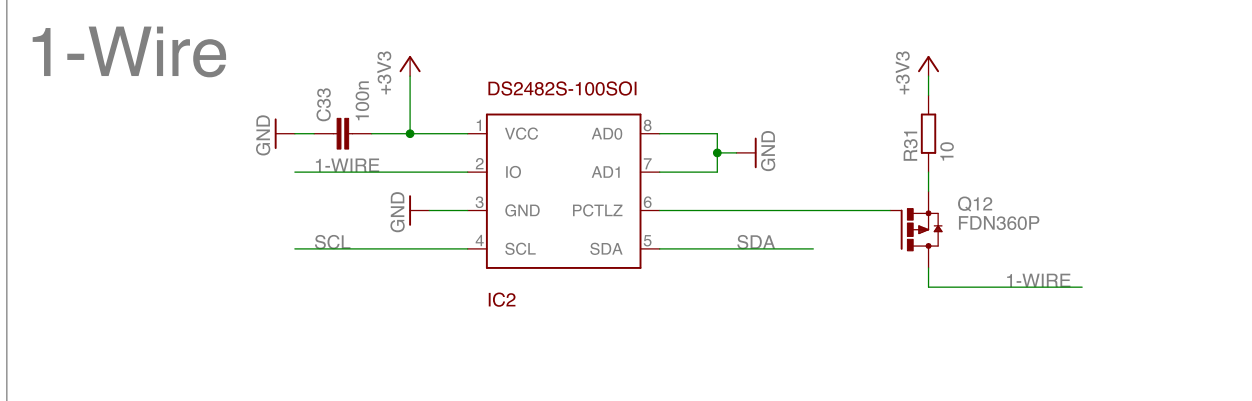 1-Wire
+3V3
C33
100n
GND
1-WIRE
GND
SCL
DS2482S-100SOI
1 VCC AD0 8
2 IO AD1 7
3 GND PCTLZ 6
4 SCL SDA 5
IC2
GND
SDA
+3V3
R31
10
Q12
FDN360P
1-WIRE